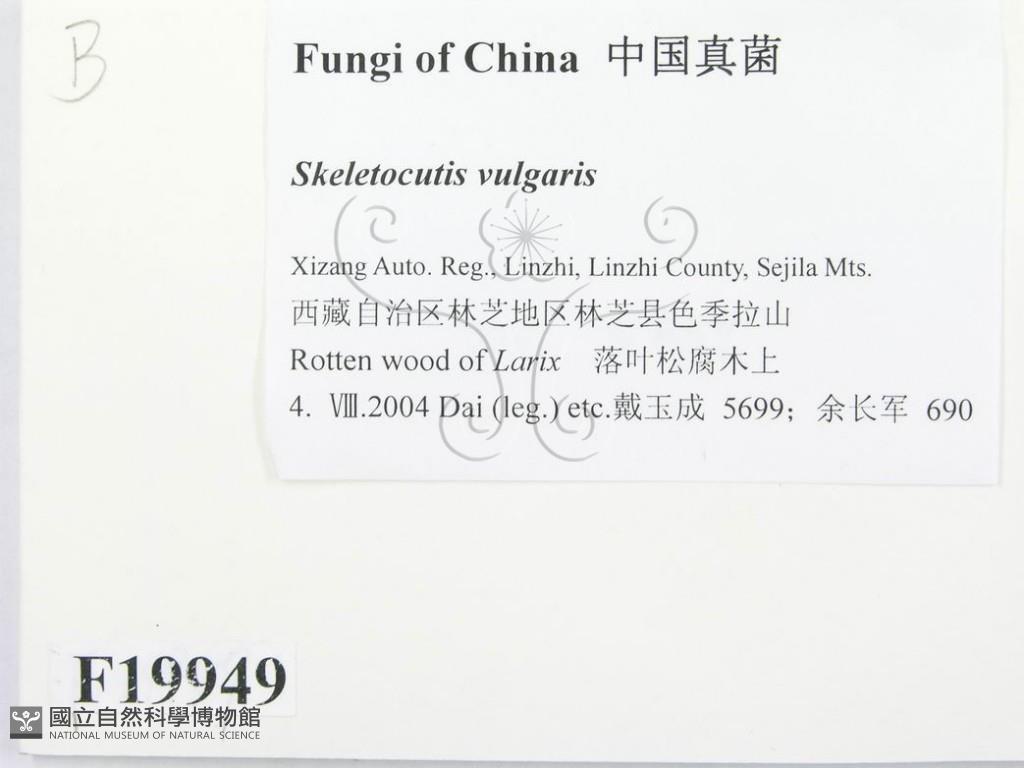 B
Fungi of China 中国真菌
Skeletocutis vulgaris
Xizang Auto. Reg., Linzhi, Linzhi County, Sejila Mts.
西藏自治区林芝地区林芝县色季拉山
Rotten wood of Larix 落叶松腐木上
4. Ⅷ.2004 Dai (leg.) etc.戴玉成 5699；余长军 690
F19949
國立自然科學博物館
NATIONAL MUSEUM OF NATURAL SCIENCE